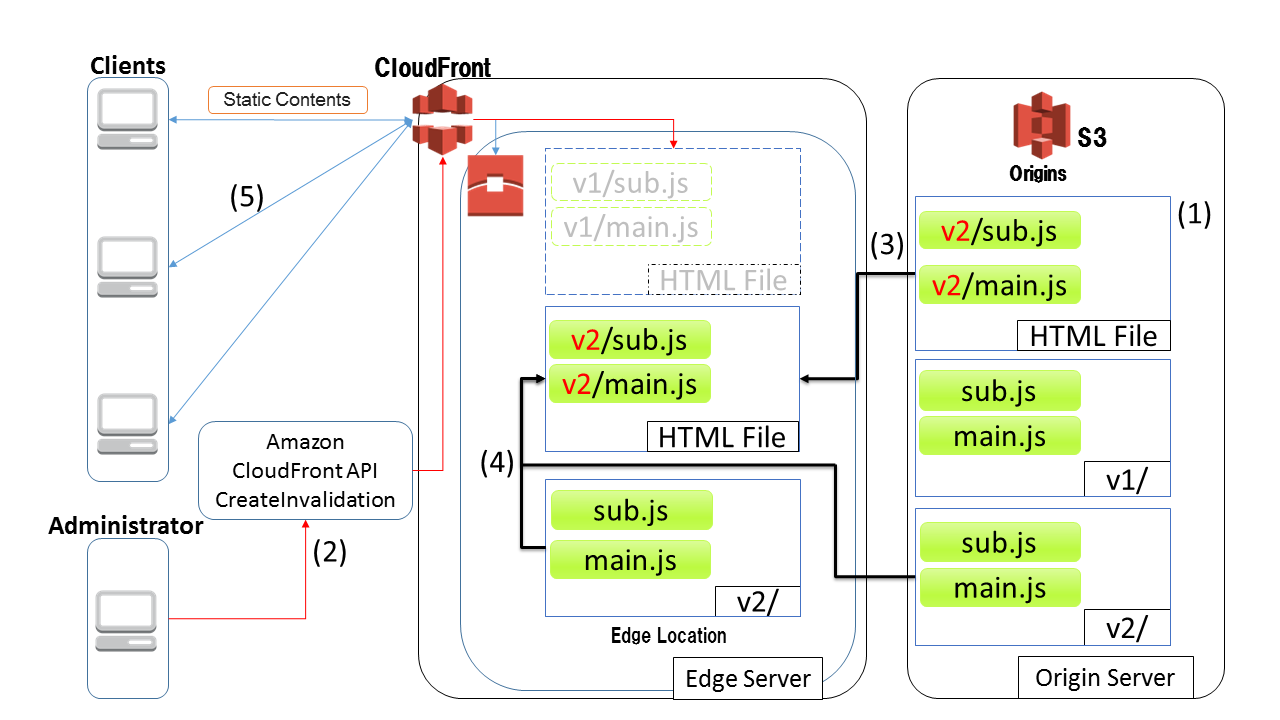 Clients
CloudFront
Static Contents
S3
Origins
v1/sub.js
v1/main.js
HTML File
(1)
v2/sub.js
v2/main.js
HTML File
(3)
(5)
v2/sub.js
v2/main.js
HTML File
sub.js
main.js
v1/
Amazon
CloudFront API
CreateInvalidation
(4)
sub.js
main.js
v2/
sub.js
main.js
v2/
Administrator
(2)
Edge Location
Edge Server
Origin Server